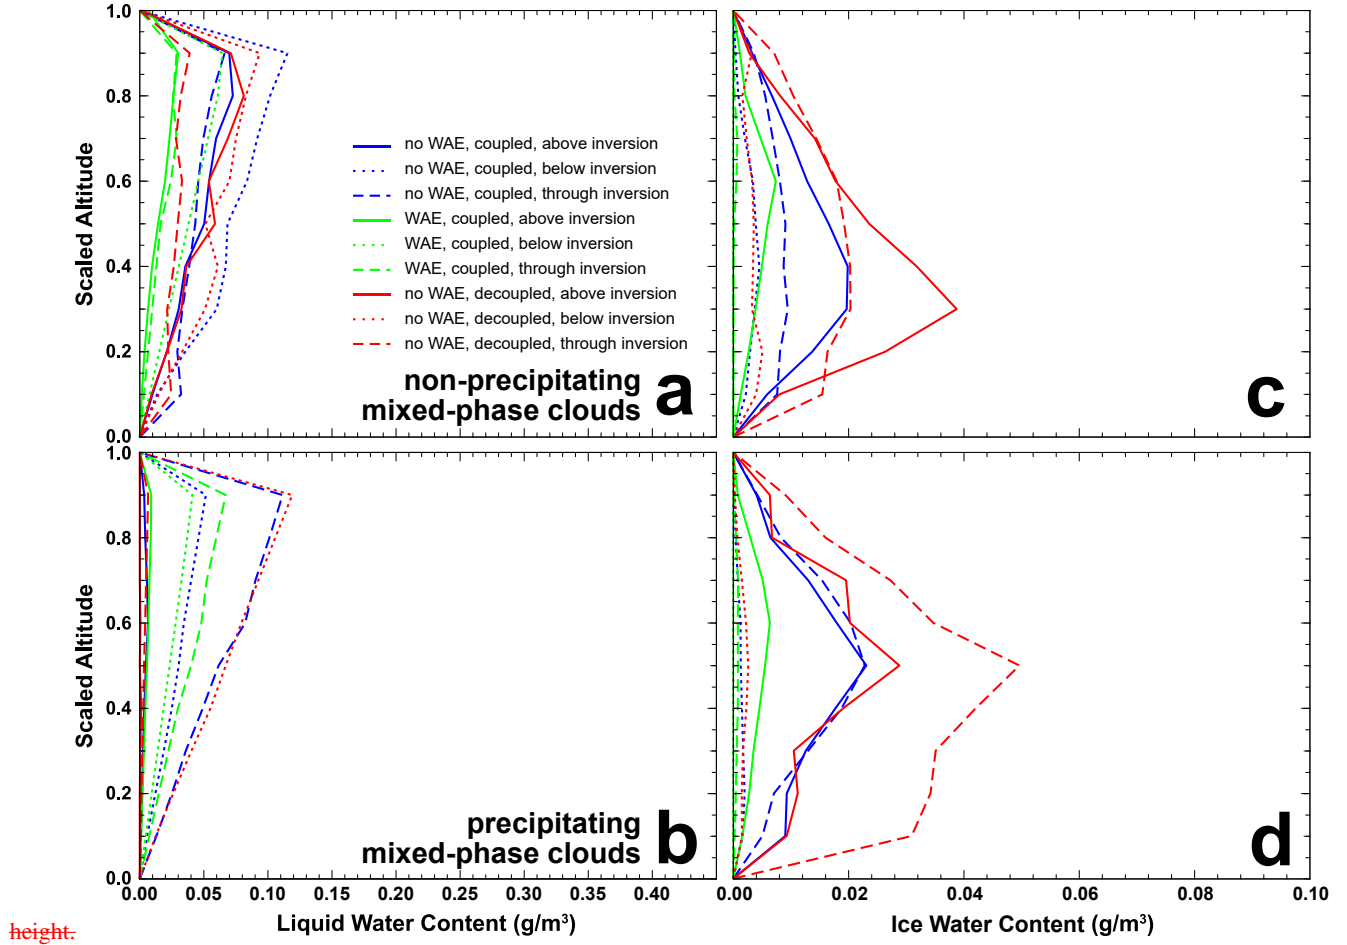 1.0
0.8
0.6
0.4
0.2
0.0
Scaled Altitude
no WAE, coupled, above inversion
no WAE, coupled, below inversion
no WAE, coupled, through inversion
WAE, coupled, above inversion
WAE, coupled, below inversion
WAE, coupled, through inversion
no WAE, decoupled, above inversion
no WAE, decoupled, below inversion
no WAE, decoupled, through inversion
non-precipitating
mixed-phase clouds
a
c
1.0
0.8
0.6
0.4
0.2
0.0
Scaled Altitude
precipitating
mixed-phase clouds
b
d
0.00 0.05 0.10 0.15 0.20 0.25 0.30 0.35 0.40
0.00 0.02 0.04 0.06 0.08 0.10
Liquid Water Content (g/m³)
Ice Water Content (g/m³)
height.